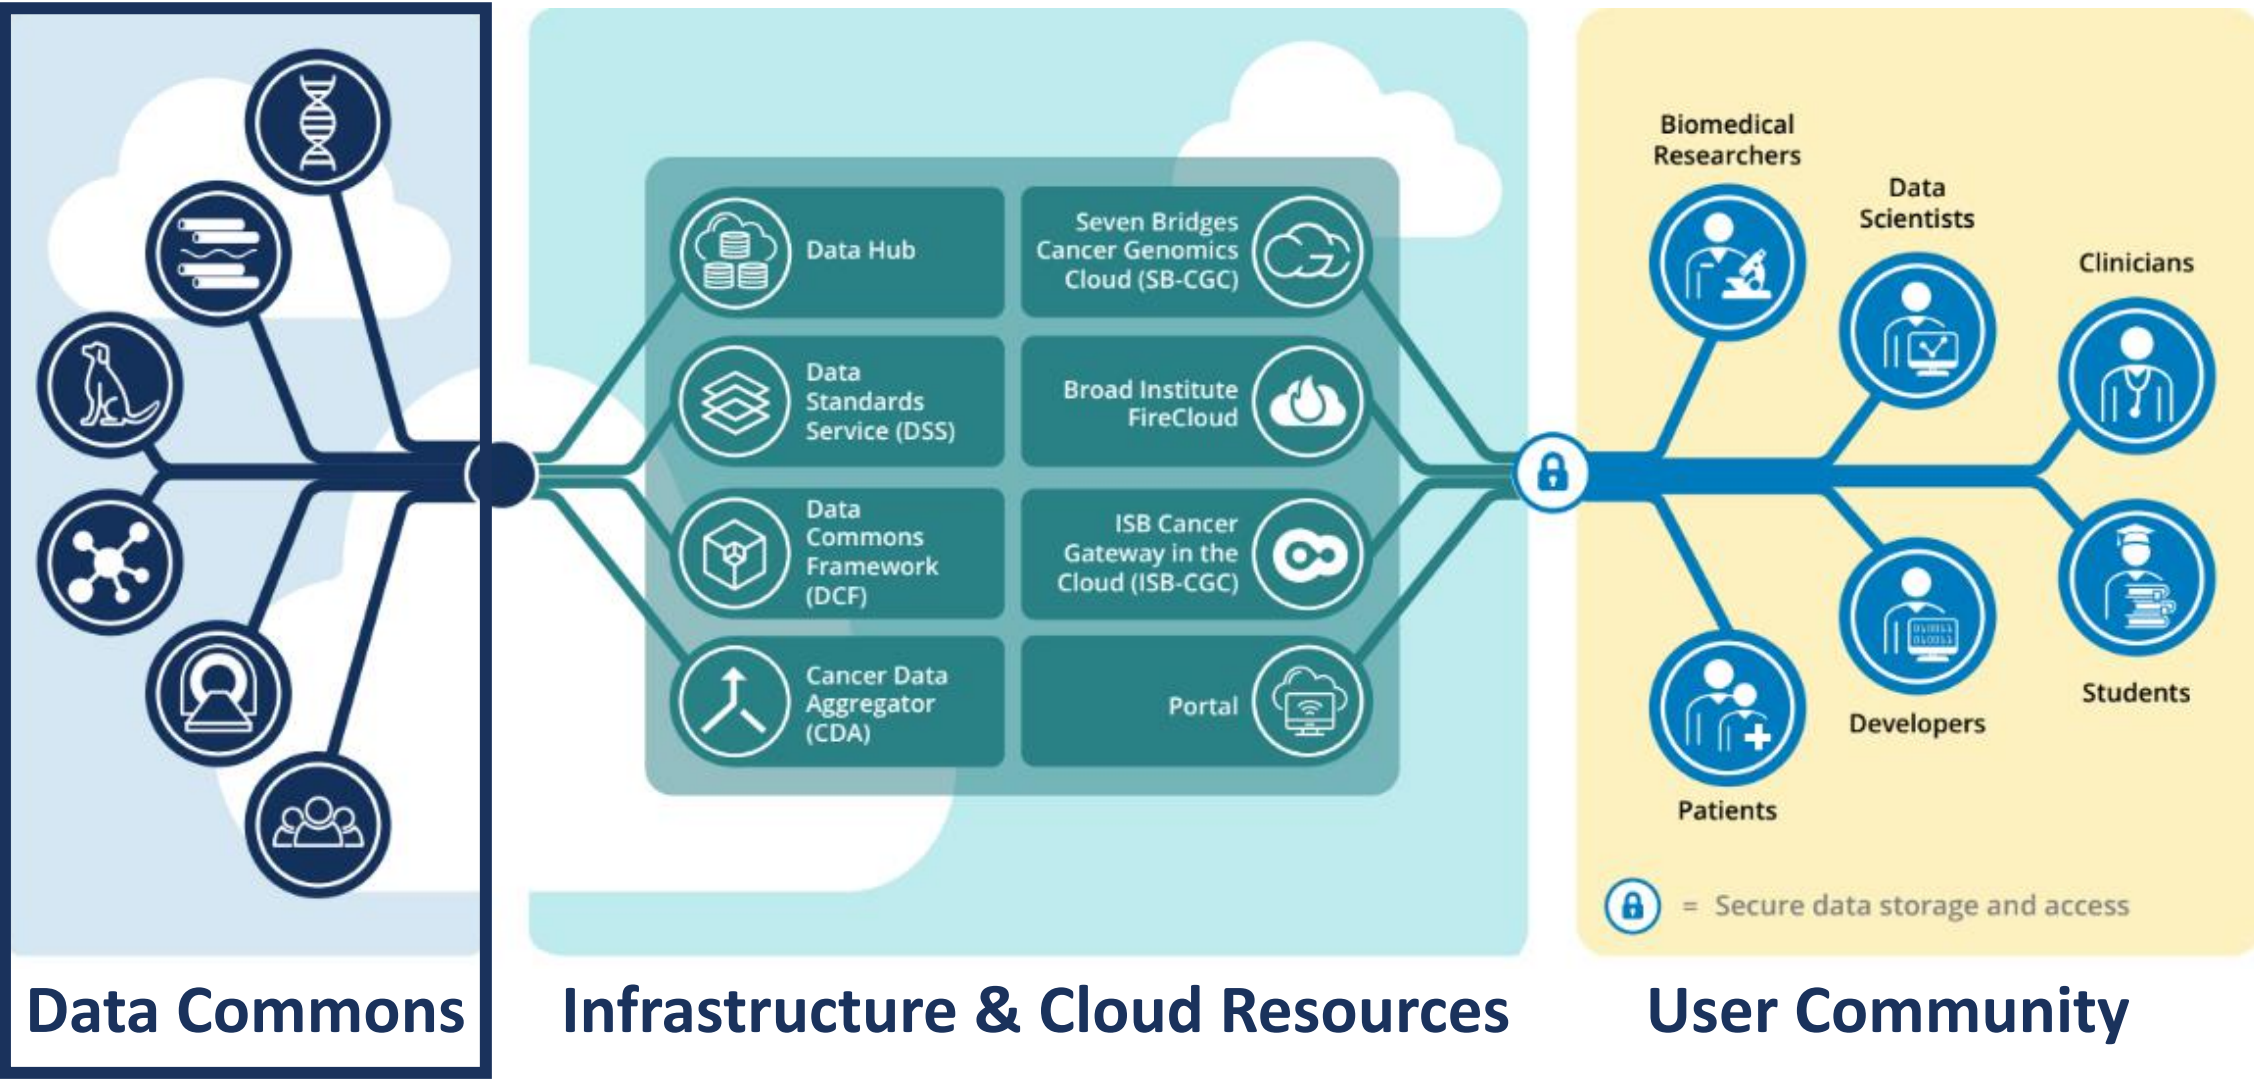 Data Hub
Data
Standards
Service (DSS)
Data
Commons
Framework
(DCF)
Cancer Data
Aggregator
(CDA)
Seven Bridges
Cancer Genomics
Cloud (SB-CGC)
Broad Institute
FireCloud
ISB Cancer
Gateway in the
Cloud (ISB-CGC)
Portal
Biomedical
Researchers
Data
Scientists
Clinicians
Students
Developers
Patients
= Secure data storage and access
Data Commons
Infrastructure & Cloud Resources
User Community